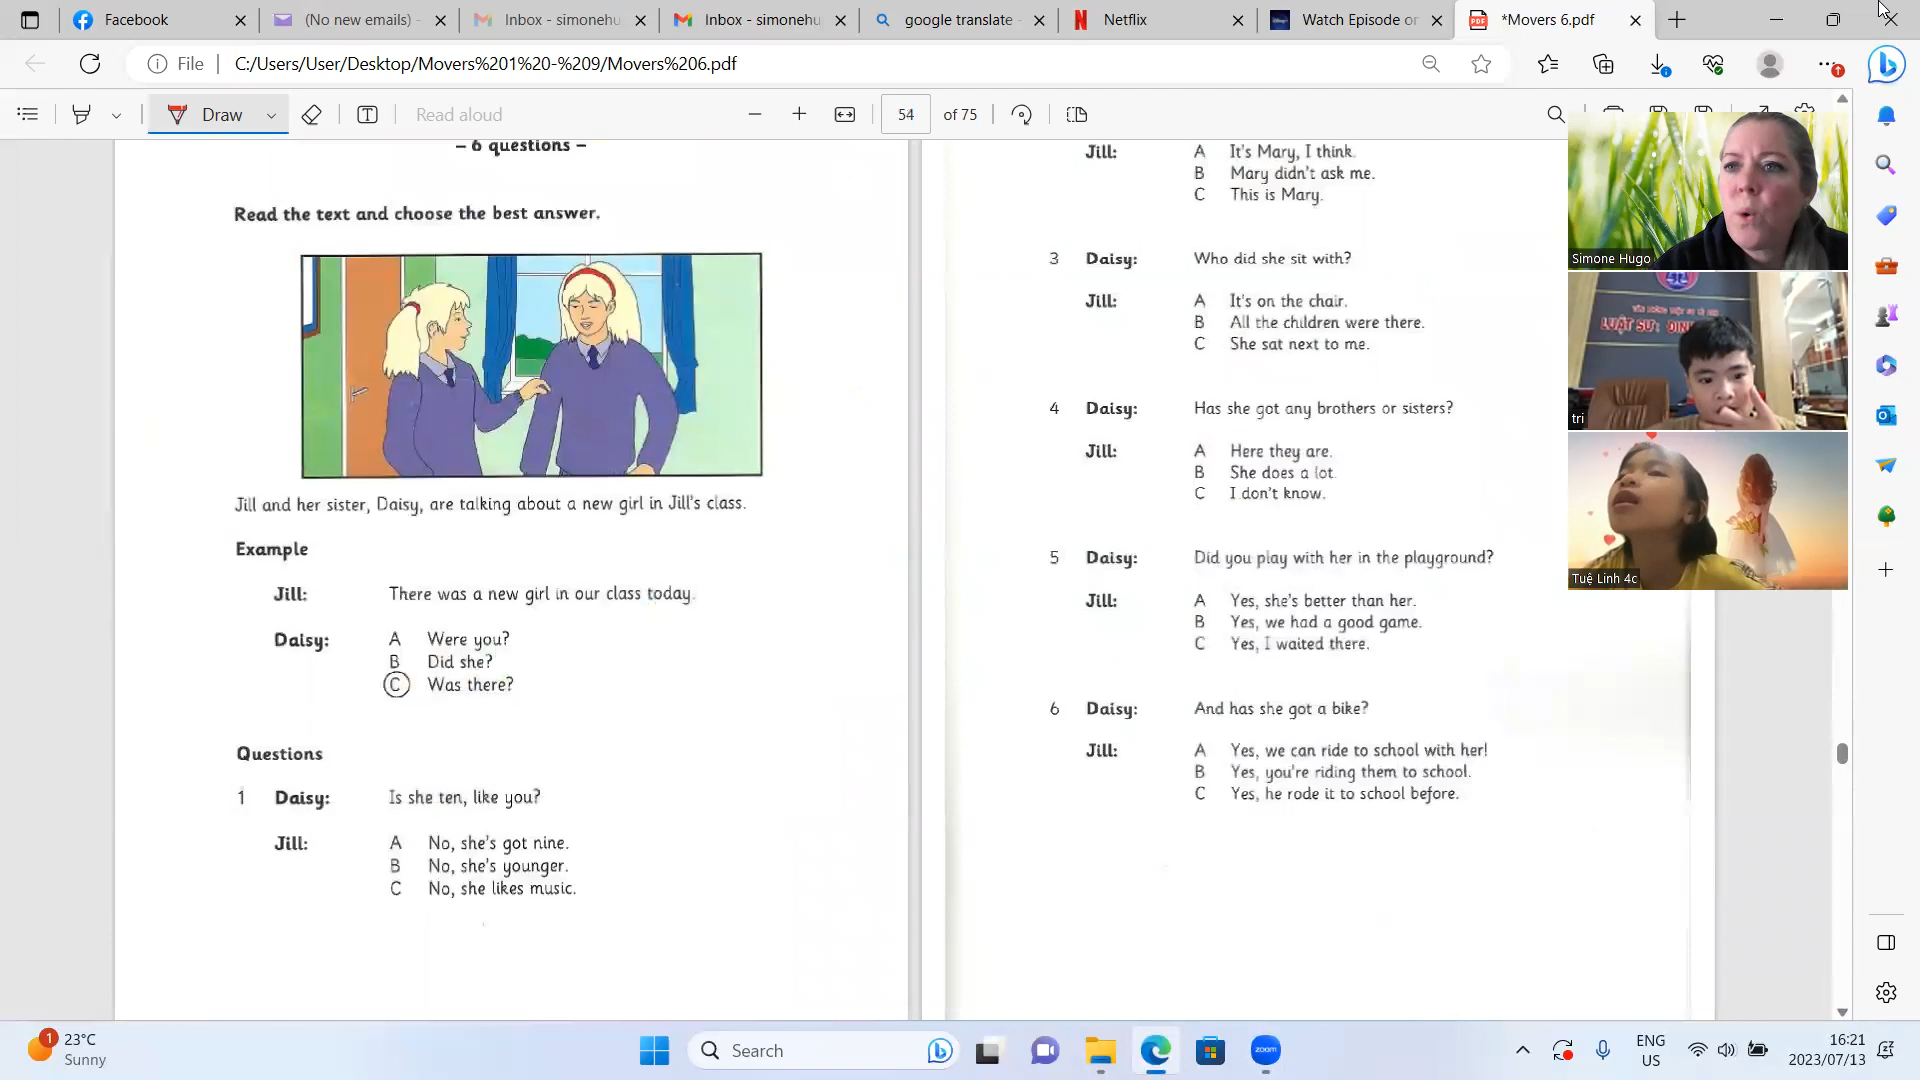 Facebook
(No new emails) -
Inbox - simonehu
Inbox - simonehu
google translate
Netflix
Watch Episode on
*Movers 6.pdf
File
C:/Users/User/Desktop/Movers%201%20-%209/Movers%206.pdf
Draw
Read aloud
54
of 75
– 6 questions –
Read the text and choose the best answer.
Jill and her sister, Daisy, are talking about a new girl in Jill's class.
Example
Jill: There was a new girl in our class today.
Daisy: A Were you?
B Did she?
C Was there?
Questions
1 Daisy: Is she ten, like you?
Jill: A No, she's got nine.
B No, she's younger.
C No, she likes music.
Jill: A It's Mary, I think.
B Mary didn't ask me.
C This is Mary.
3 Daisy: Who did she sit with?
Jill: A It's on the chair.
B All the children were there.
C She sat next to me.
4 Daisy: Has she got any brothers or sisters?
Jill: A Here they are.
B She does a lot.
C I don't know.
5 Daisy: Did you play with her in the playground?
Jill: A Yes, she's better than her.
B Yes, we had a good game.
C Yes, I waited there.
6 Daisy: And has she got a bike?
Jill: A Yes, we can ride to school with her!
B Yes, you're riding them to school.
C Yes, he rode it to school before.
Simone Hugo
LUẬT SƯ:
tri
Tuệ Linh 4c
1
23°C
Sunny
Search
zoom
ENG
US
16:21
2023/07/13